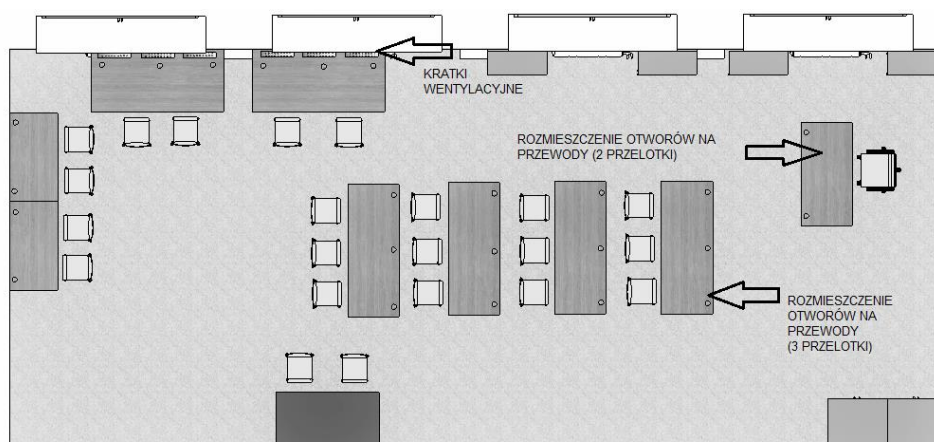 KRATKI
WENTYLACYJNE
ROZMIESZCZENIE OTWORÓW NA
PRZEWODY (2 PRZELOTKI)
ROZMIESZCZENIE
OTWORÓW NA
PRZEWODY
(3 PRZELOTKI)